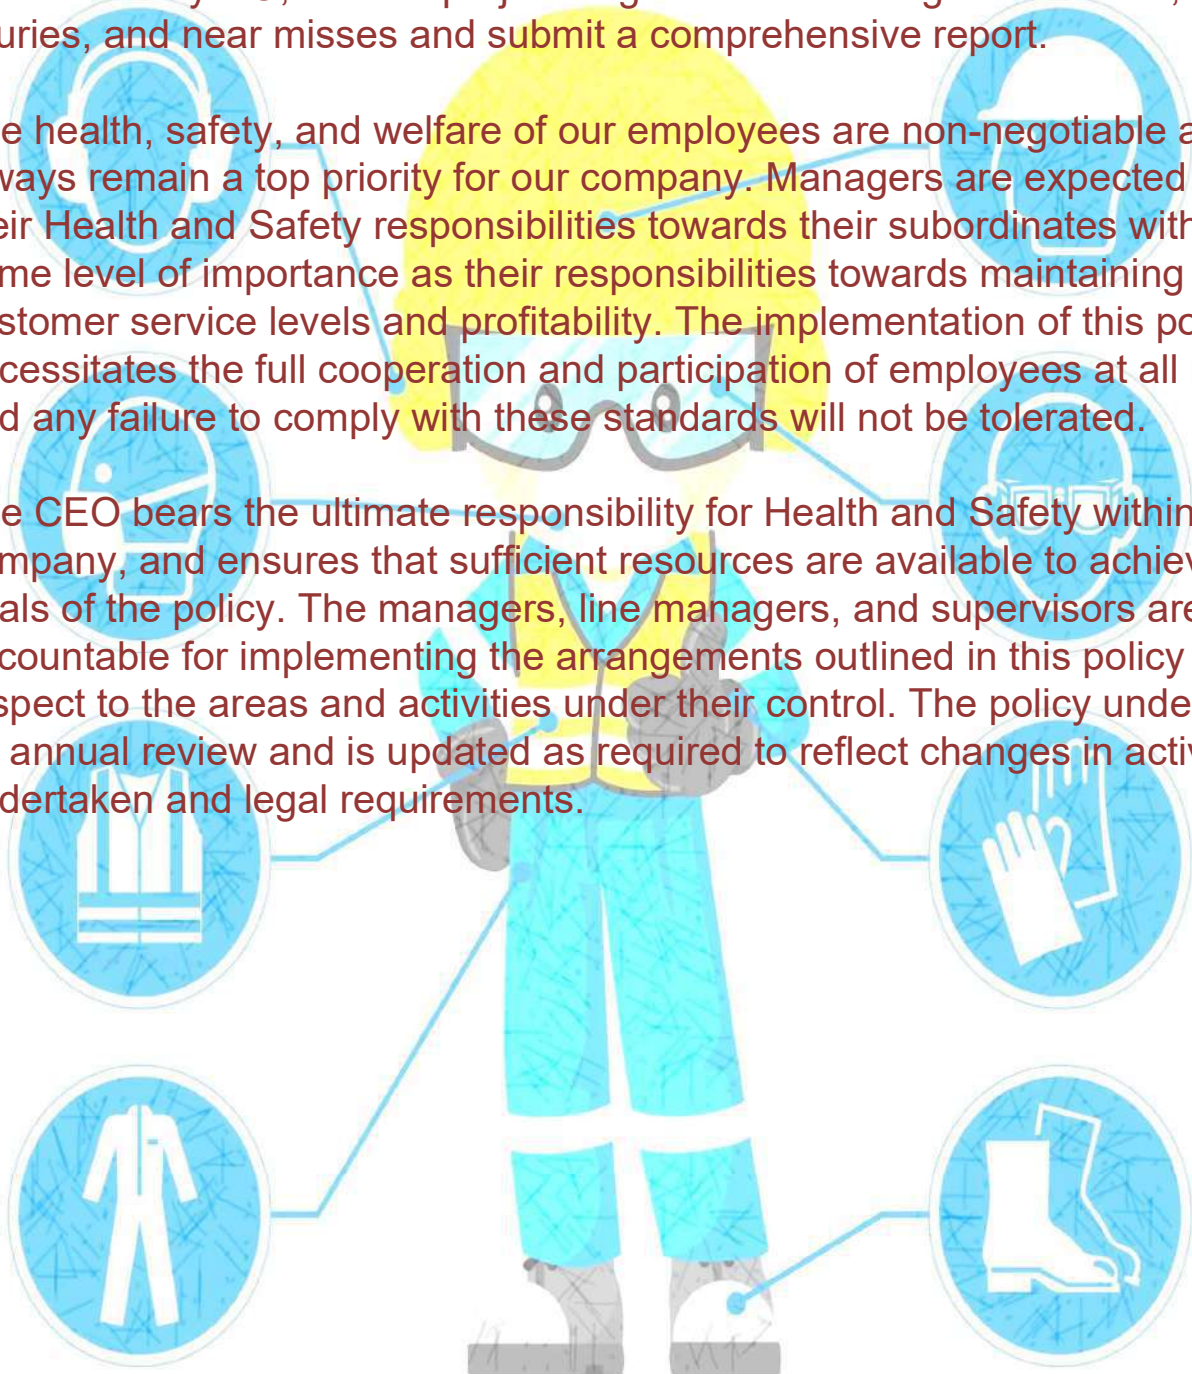 uries, and near misses and submit a comprehensive report.
e health, safety, and welfare of our employees are non-negotiable a
ways remain a top priority for our company. Managers are expected
eir Health and Safety responsibilities towards their subordinates with
me level of importance as their responsibilities towards maintaining
stomer service levels and profitability. The implementation of this po
cessitates the full cooperation and participation of employees at all
d any failure to comply with these standards will not be tolerated.
e CEO bears the ultimate responsibility for Health and Safety within
mpany, and ensures that sufficient resources are available to achiev
als of the policy. The managers, line managers, and supervisors are
countable for implementing the arrangements outlined in this policy
spect to the areas and activities under their control. The policy unde
annual review and is updated as required to reflect changes in activ
dertaken and legal requirements.